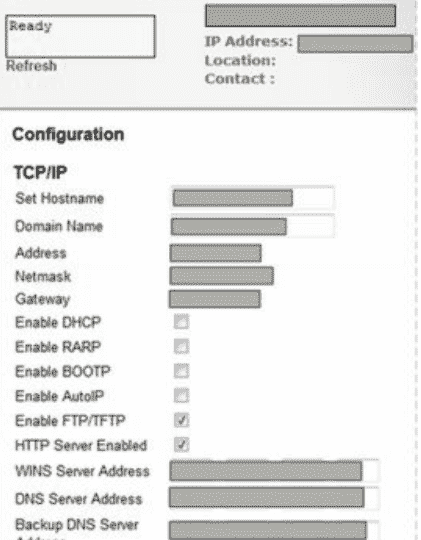 Ready
Refresh
IP Address:
Location:
Contact :
Configuration
TCP/IP
Set Hostname
Domain Name
Address
Netmask
Gateway
Enable DHCP
Enable RARP
Enable BOOTP
Enable AutoIP
Enable FTP/TFTP
HTTP Server Enabled
WINS Server Address
DNS Server Address
Backup DNS Server
Address